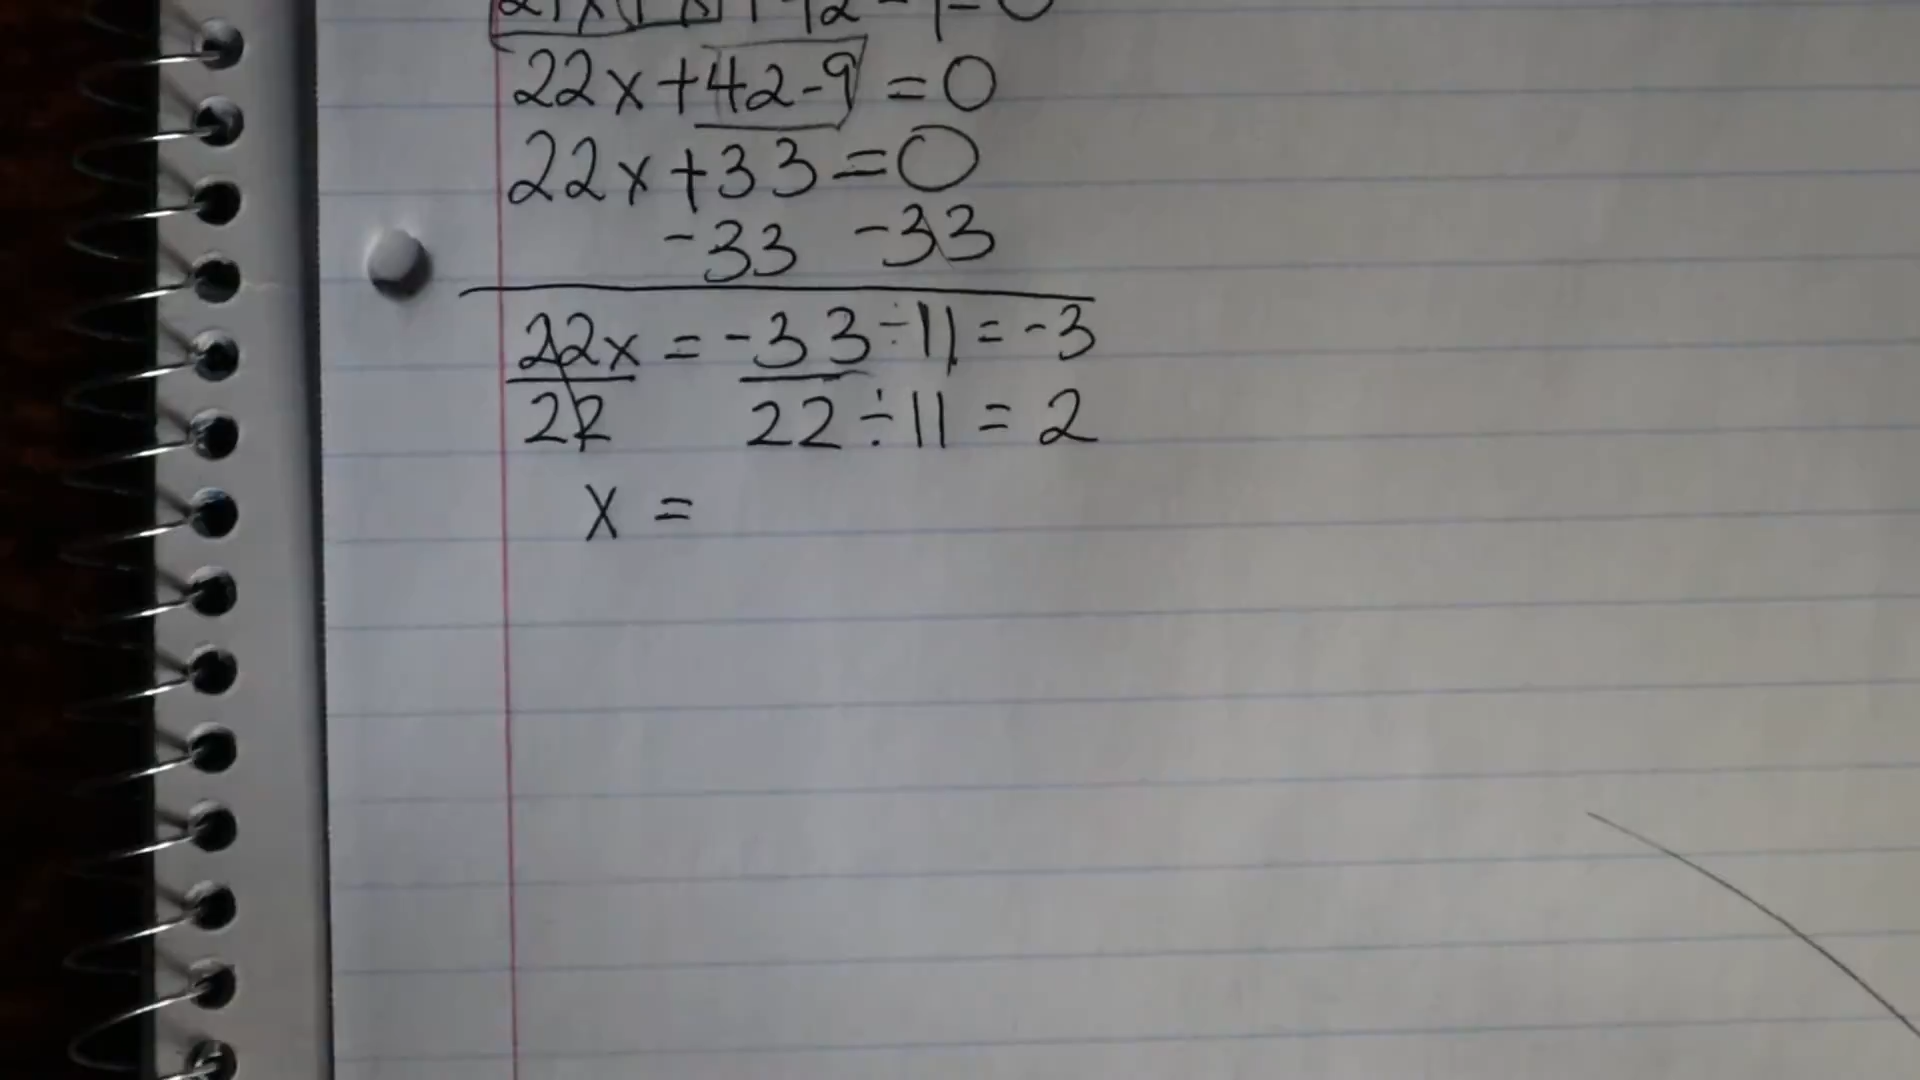 22x+42-9=0
22x+33=0
-33 -33
22x = -33÷11=-3
22 22÷11=2
x =